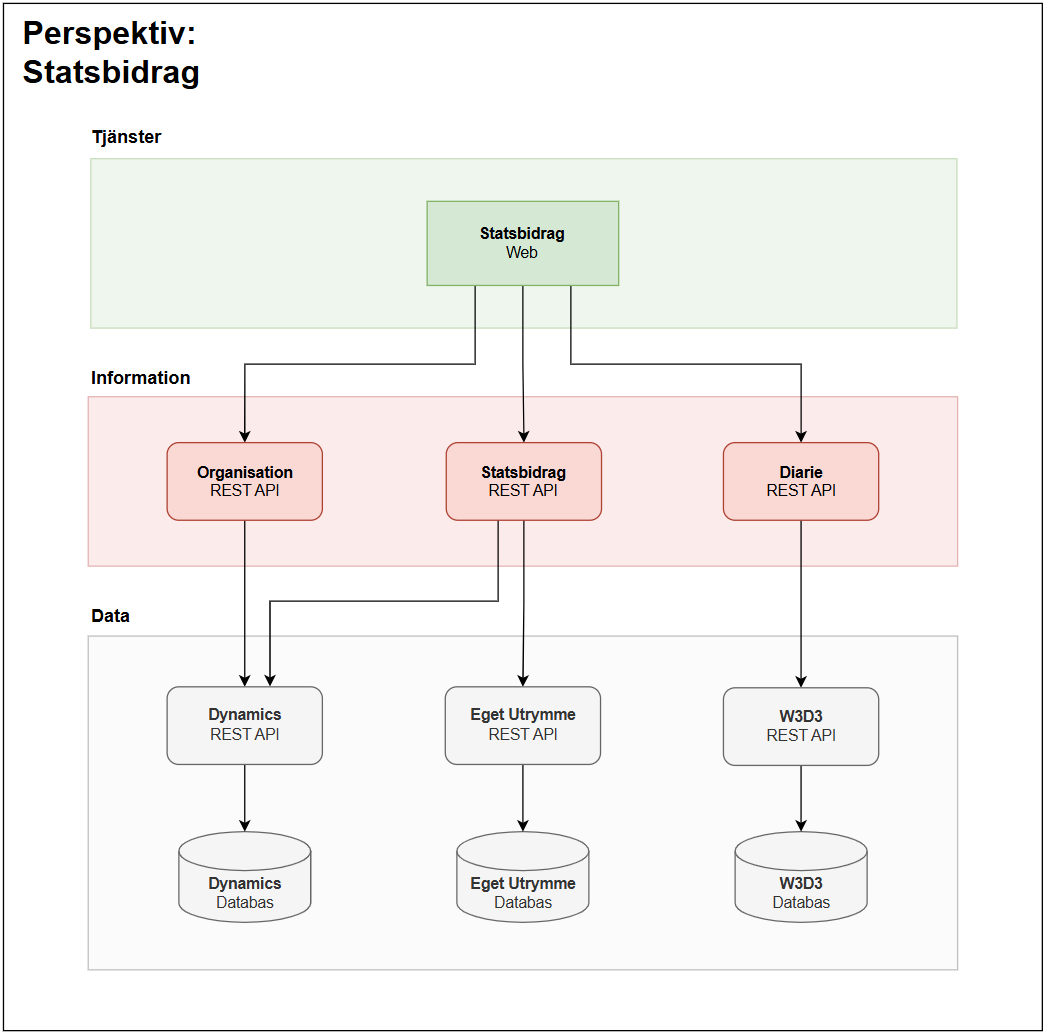 Perspektiv:
Statsbidrag
Tjänster
Statsbidrag
Web
Information
Organisation
REST API
Statsbidrag
REST API
Diarie
REST API
Data
Dynamics
REST API
Eget Utrymme
REST API
W3D3
REST API
Dynamics
Databas
Eget Utrymme
Databas
W3D3
Databas